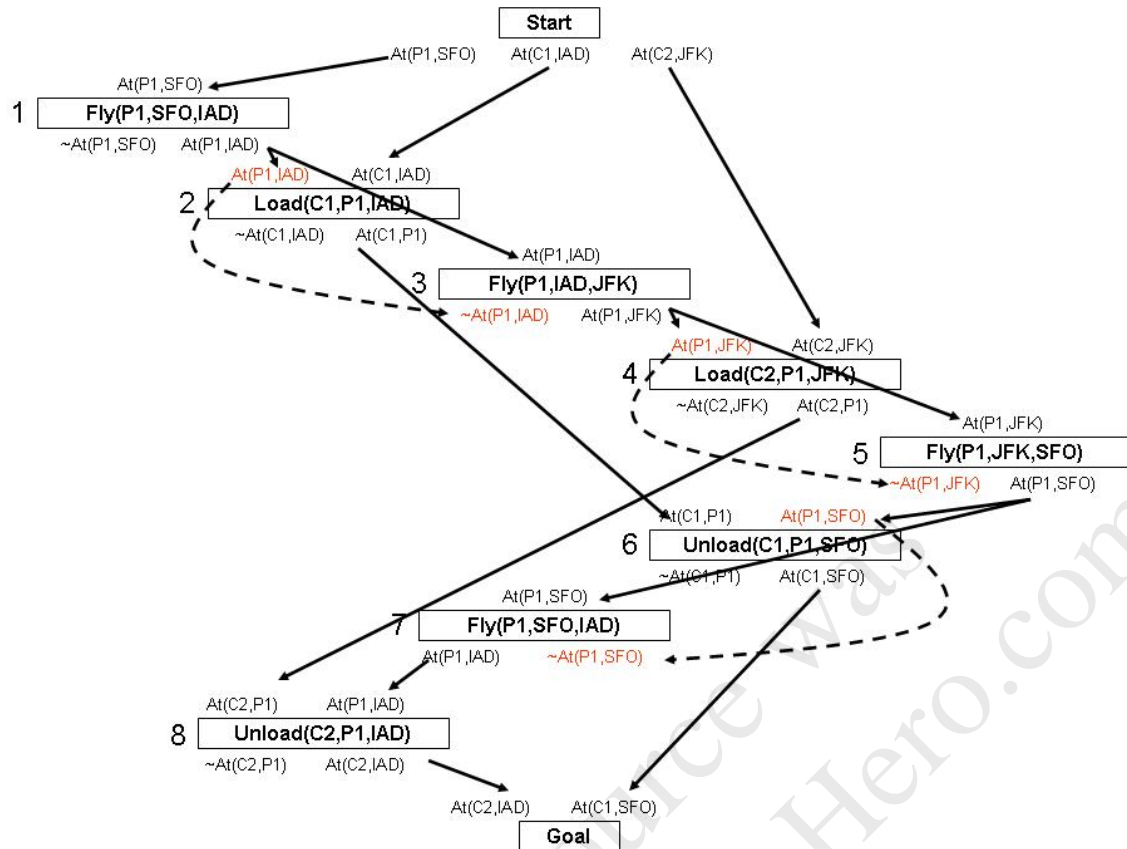 Start
At(P1,SFO) At(C1,IAD) At(C2,JFK)
At(P1,SFO)
1 Fly(P1,SFO,IAD)
~At(P1,SFO) At(P1,IAD)
At(P1,IAD) At(C1,IAD)
2 Load(C1,P1,IAD)
~At(C1,IAD) At(C1,P1)
At(P1,IAD)
3 Fly(P1,IAD,JFK)
~At(P1,IAD) At(P1,JFK)
At(P1,JFK) At(C2,JFK)
4 Load(C2,P1,JFK)
~At(C2,JFK) At(C2,P1)
At(P1,JFK)
5 Fly(P1,JFK,SFO)
~At(P1,JFK) At(P1,SFO)
At(C1,P1) At(P1,SFO)
6 Unload(C1,P1,SFO)
~At(C1,P1) At(C1,SFO)
At(P1,SFO)
7 Fly(P1,SFO,IAD)
At(P1,IAD) ~At(P1,SFO)
At(C2,P1) At(P1,IAD)
8 Unload(C2,P1,IAD)
~At(C2,P1) At(C2,IAD)
At(C2,IAD) At(C1,SFO)
Goal
was
Hero.com